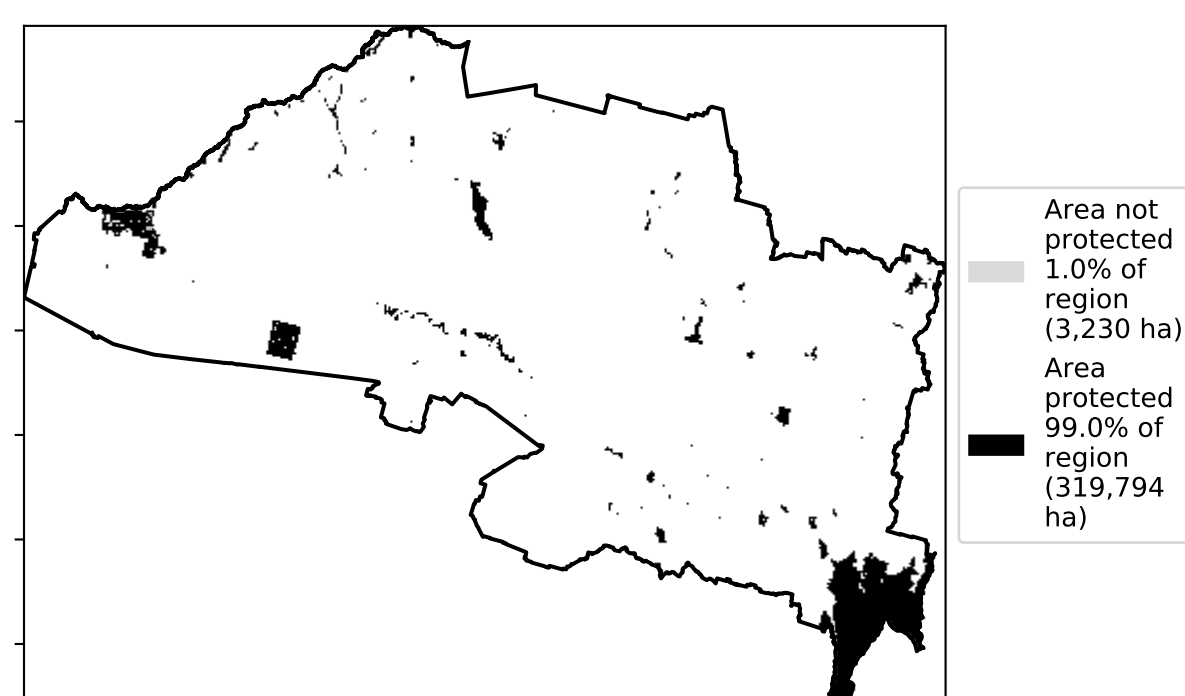 Area not
protected
1.0% of
region
(3,230 ha)
Area
protected
99.0% of
region
(319,794
ha)